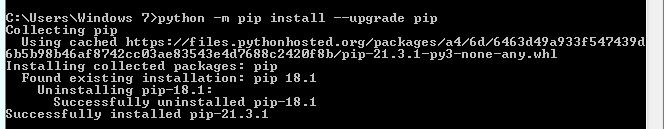 C:\Users\Windows 7>python -m pip install --upgrade pip
Collecting pip
  Using cached https://files.pythonhosted.org/packages/a4/6d/6463d49a933f547439d
6b5b98b46af8742cc03ae83543e4d7688c2420f8b/pip-21.3.1-py3-none-any.whl
Installing collected packages: pip
  Found existing installation: pip 18.1
    Uninstalling pip-18.1:
      Successfully uninstalled pip-18.1
Successfully installed pip-21.3.1